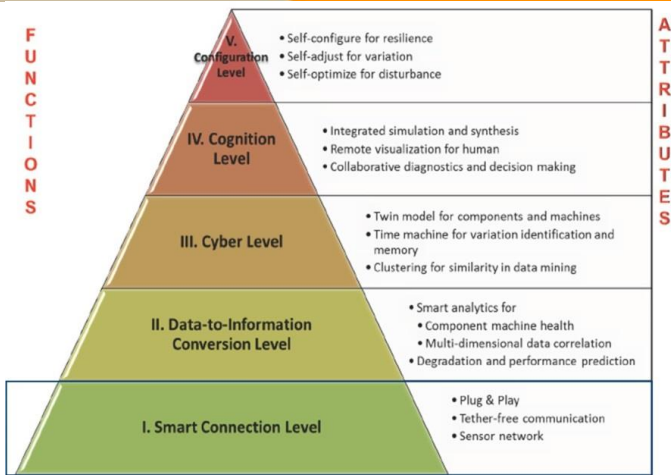 FUNCTIONS
ATTRIBUTES
V.
Configuration
Level
• Self-configure for resilience
• Self-adjust for variation
• Self-optimize for disturbance
IV. Cognition
Level
• Integrated simulation and synthesis
• Remote visualization for human
• Collaborative diagnostics and decision making
III. Cyber Level
• Twin model for components and machines
• Time machine for variation identification and
memory
• Clustering for similarity in data mining
II. Data-to-Information
Conversion Level
• Smart analytics for
• Component machine health
• Multi-dimensional data correlation
• Degradation and performance prediction
I. Smart Connection Level
• Plug & Play
• Tether-free communication
• Sensor network